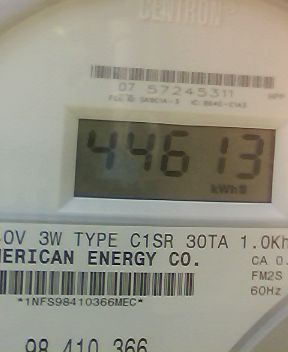 CENTRON
07 57245311
44613
kWh
0V 3W TYPE C1SR 30TA 1.0Kh
MERICAN ENERGY CO.
CA 0.
FM2S
60Hz
*1NFS98410366MEC*
98 410 366